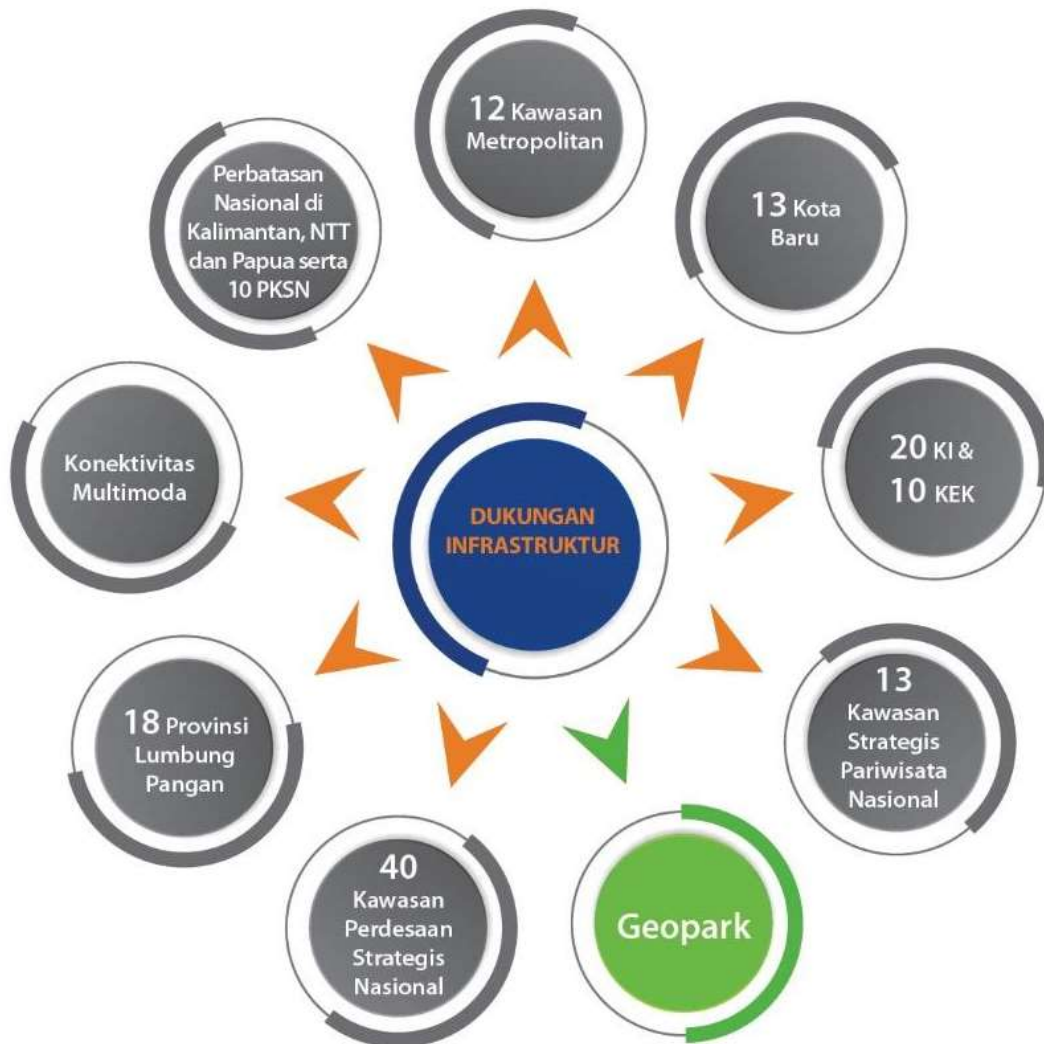 12 Kawasan
Metropolitan
13 Kota
Baru
20 KI &
10 KEK
13
Kawasan
Strategis
Pariwisata
Nasional
Geopark
40
Kawasan
Perdesaan
Strategis
Nasional
18 Provinsi
Lumbung
Pangan
Konektivitas
Multimoda
Perbatasan
Nasional di
Kalimantan, NTT
dan Papua serta
10 PKSN
DUKUNGAN
INFRASTRUKTUR